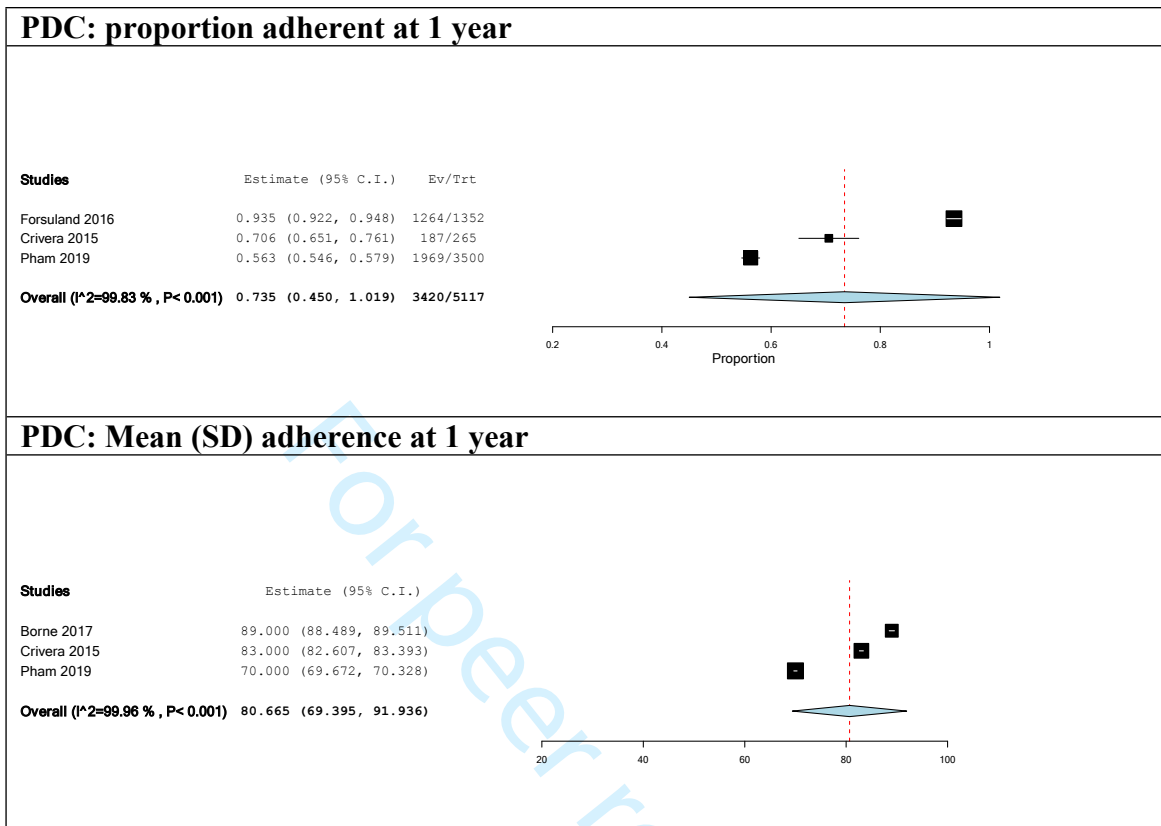 PDC: proportion adherent at 1 year
Studies Estimate (95% C.I.) Ev/Trt
Forsuland 2016 0.935 (0.922, 0.948) 1264/1352
Crivera 2015 0.706 (0.651, 0.761) 187/265
Pham 2019 0.563 (0.546, 0.579) 1969/3500
Overall (I^2=99.83 % , P< 0.001) 0.735 (0.450, 1.019) 3420/5117
0.2 0.4 0.6 0.8 1
Proportion
PDC: Mean (SD) adherence at 1 year
Studies Estimate (95% C.I.)
Borne 2017 89.000 (88.489, 89.511)
Crivera 2015 83.000 (82.607, 83.393)
Pham 2019 70.000 (69.672, 70.328)
Overall (I^2=99.96 % , P< 0.001) 80.665 (69.395, 91.936)
20 40 60 80 100
For peer r